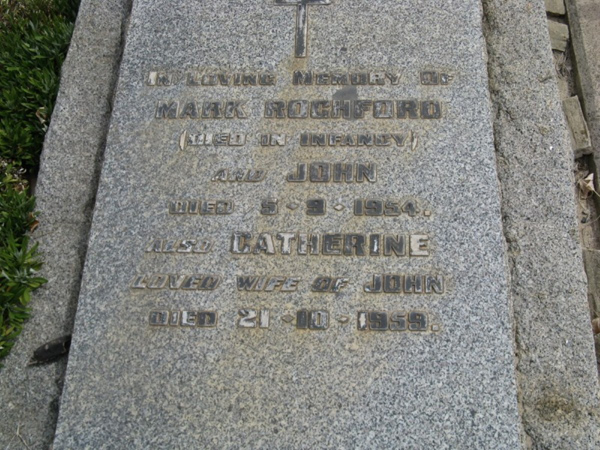 IN LOVING MEMORY OF
MARK ROCHFORD
(DIED IN INFANCY)
AND JOHN
DIED 5·9·1954.
ALSO CATHERINE
LOVED WIFE OF JOHN
DIED 21·10·1959.